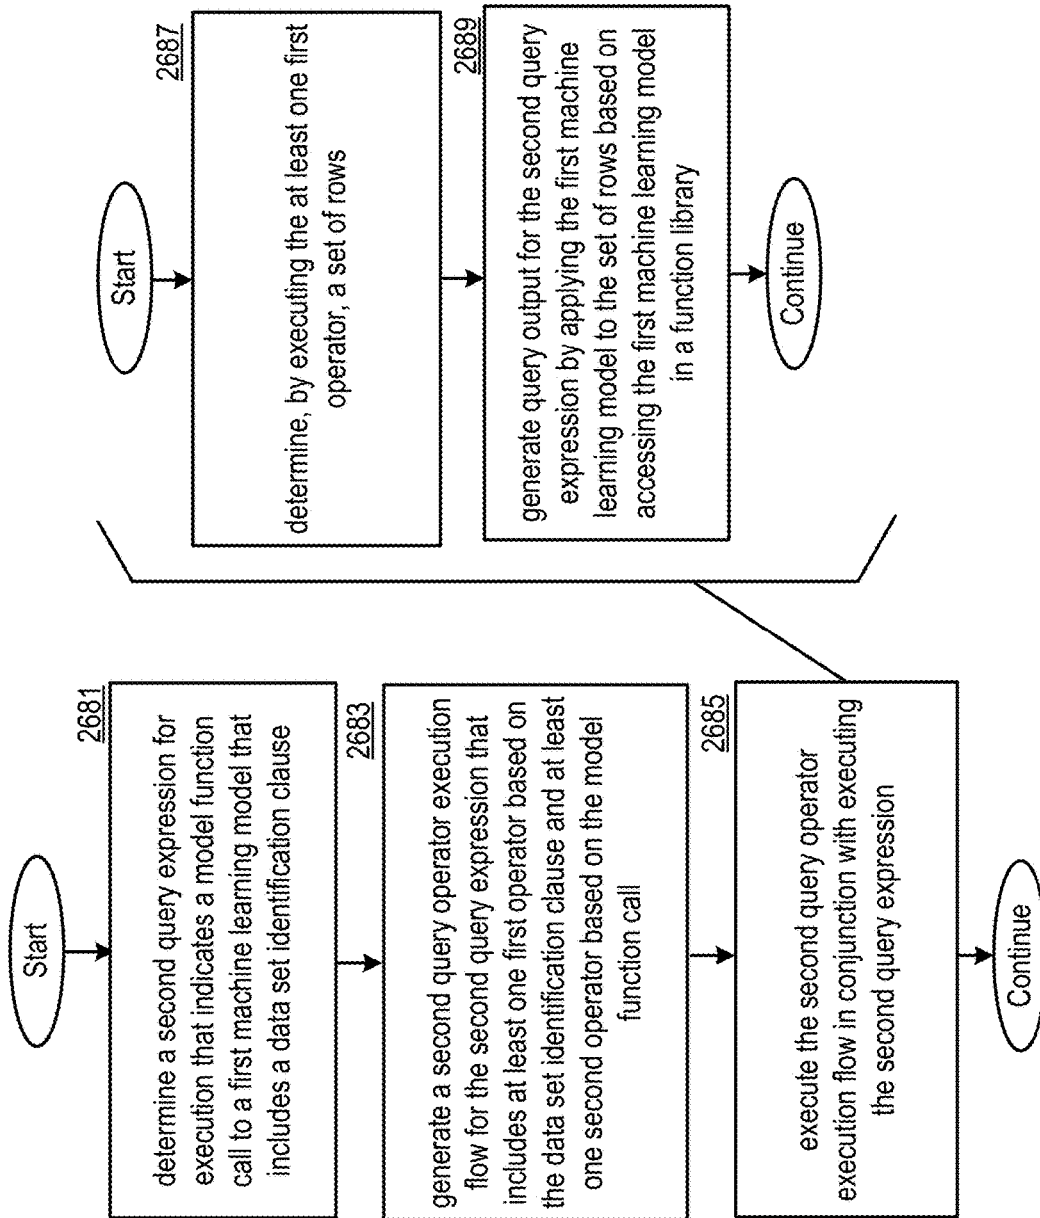 Start
2681
determine a second query expression for
execution that indicates a model function
call to a first machine learning model that
includes a data set identification clause
2683
generate a second query operator execution
flow for the second query expression that
includes at least one first operator based on
the data set identification clause and at least
one second operator based on the model
function call
2685
execute the second query operator
execution flow in conjunction with executing
the second query expression
Continue
Start
2687
determine, by executing the at least one first
operator, a set of rows
2689
generate query output for the second query
expression by applying the first machine
learning model to the set of rows based on
accessing the first machine learning model
in a function library
Continue